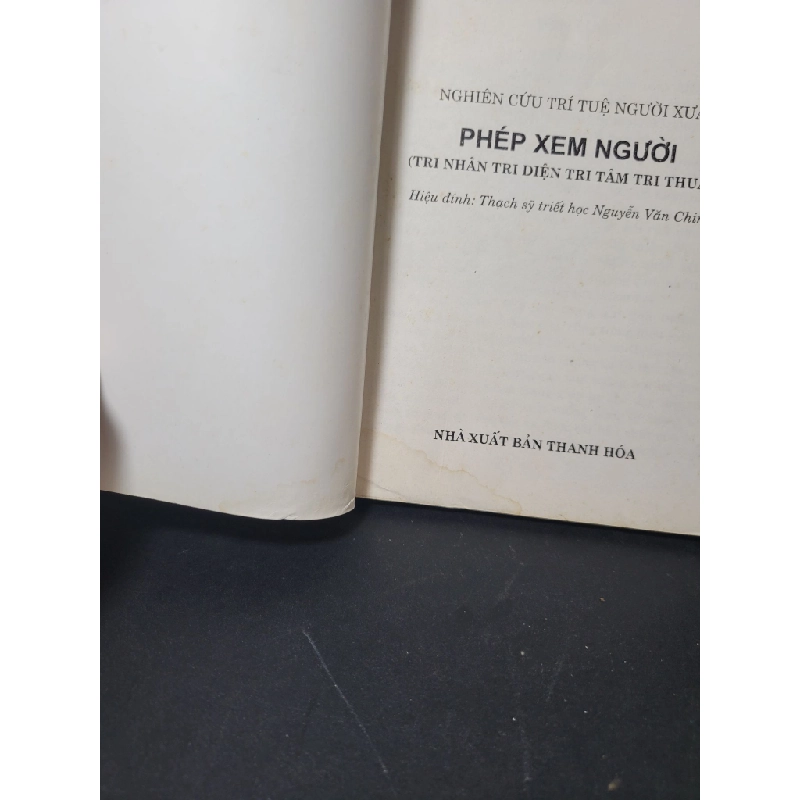 NGHIÊN CỨU TRÍ TUỆ NGƯỜI XƯA
PHÉP XEM NGƯỜI
(TRI NHÂN TRI DIỆN TRI TÂM TRI
Hiệu đính: Thạch sỹ triết học Nguyễn Văn
NHÀ XUẤT BẢN THANH HÓA